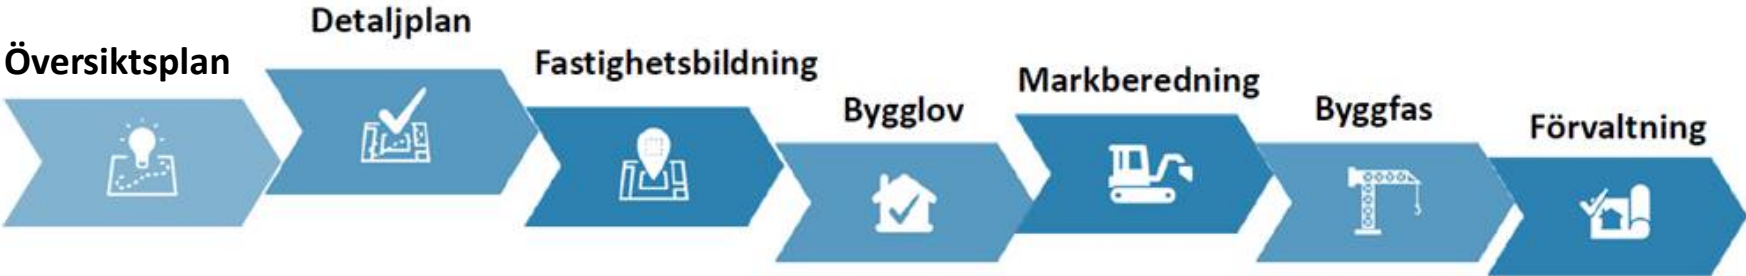 Översiktsplan
Detaljplan
Fastighetsbildning
Bygglov
Markberedning
Byggfas
Förvaltning